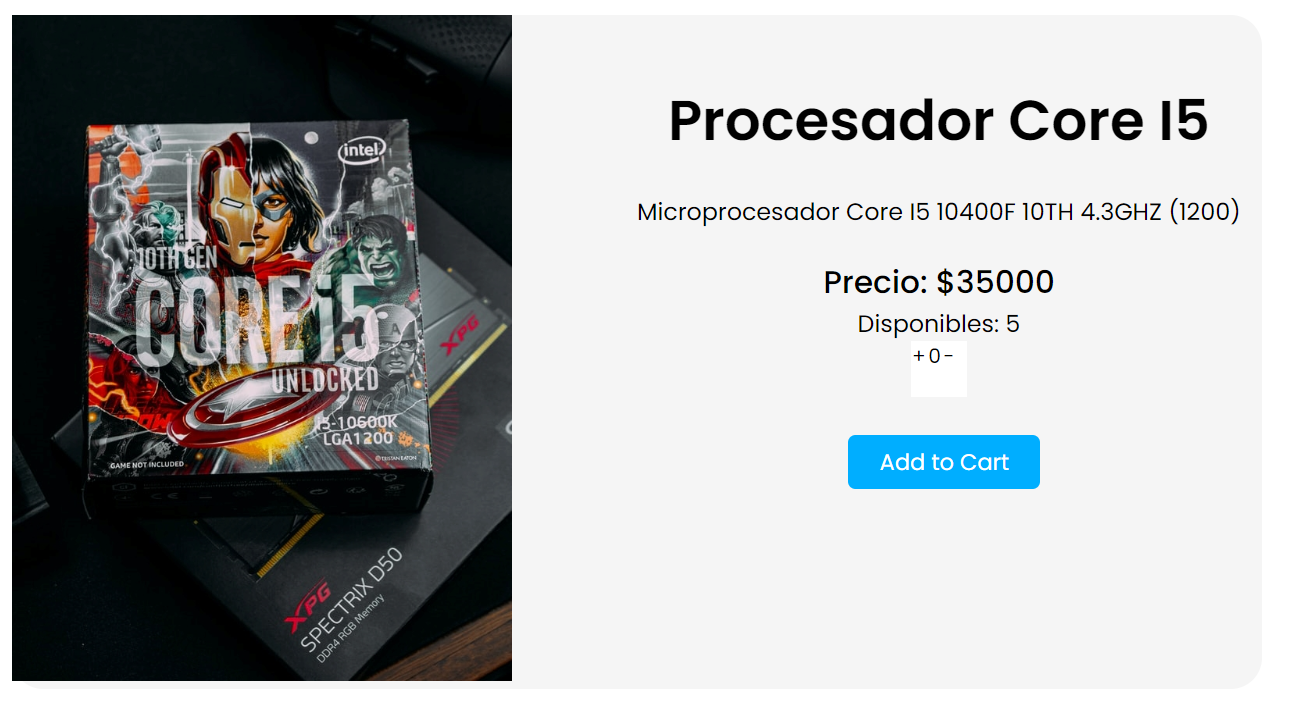 intel
10TH GEN
CORE i5
UNLOCKED
i5-10600K
LGA1200
GAME NOT INCLUDED
©TRISTAN EATON
XPG
XPG
SPECTRIX D50
DDR4 RGB Memory
Procesador Core I5
Microprocesador Core I5 10400F 10TH 4.3GHZ (1200)
Precio: $35000
Disponibles: 5
+ 0 -
Add to Cart